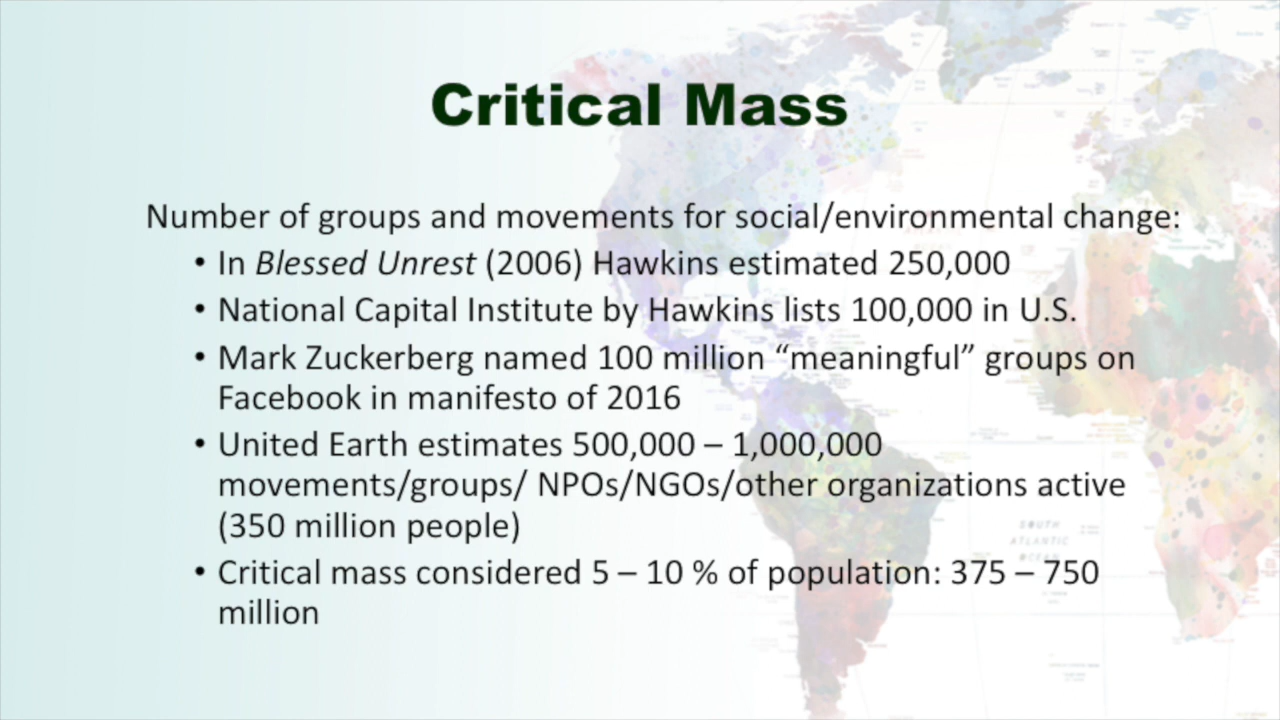 Critical Mass
Number of groups and movements for social/environmental change:
• In Blessed Unrest (2006) Hawkins estimated 250,000
• National Capital Institute by Hawkins lists 100,000 in U.S.
• Mark Zuckerberg named 100 million “meaningful” groups on
Facebook in manifesto of 2016
• United Earth estimates 500,000 – 1,000,000
movements/groups/ NPOs/NGOs/other organizations active
(350 million people)
• Critical mass considered 5 – 10 % of population: 375 – 750
million
SOUTH
ATLANTIC
OCEAN